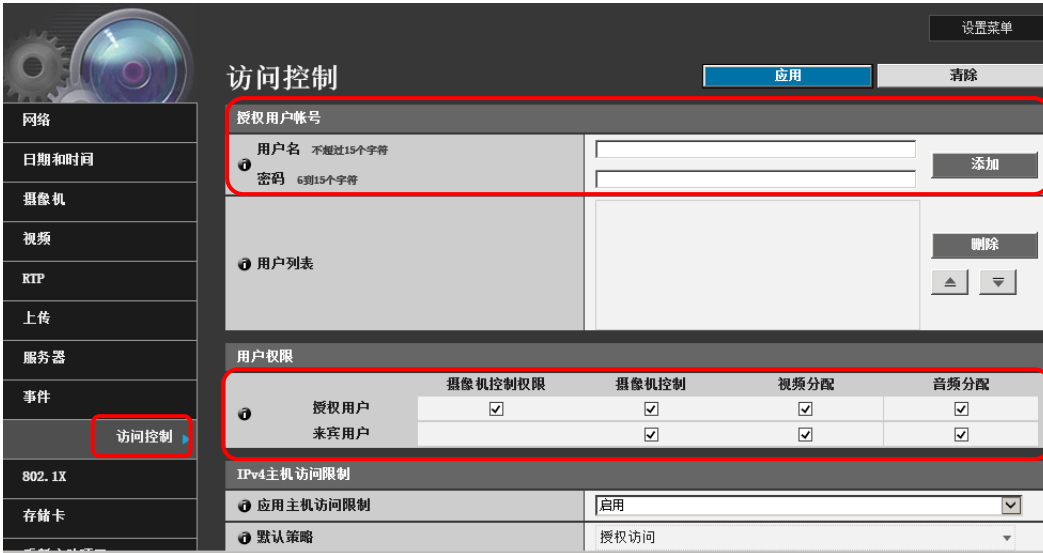 设置菜单
访问控制
应用
清除
网络
日期和时间
摄像机
视频
RTP
上传
服务器
事件
访问控制
802.1X
存储卡
授权用户帐号
用户名 不超过15个字符
密码 6到15个字符
添加
用户列表
删除
用户权限
摄像机控制权限 摄像机控制 视频分配 音频分配
授权用户
来宾用户
IPv4主机访问限制
应用主机访问限制 启用
默认策略 授权访问